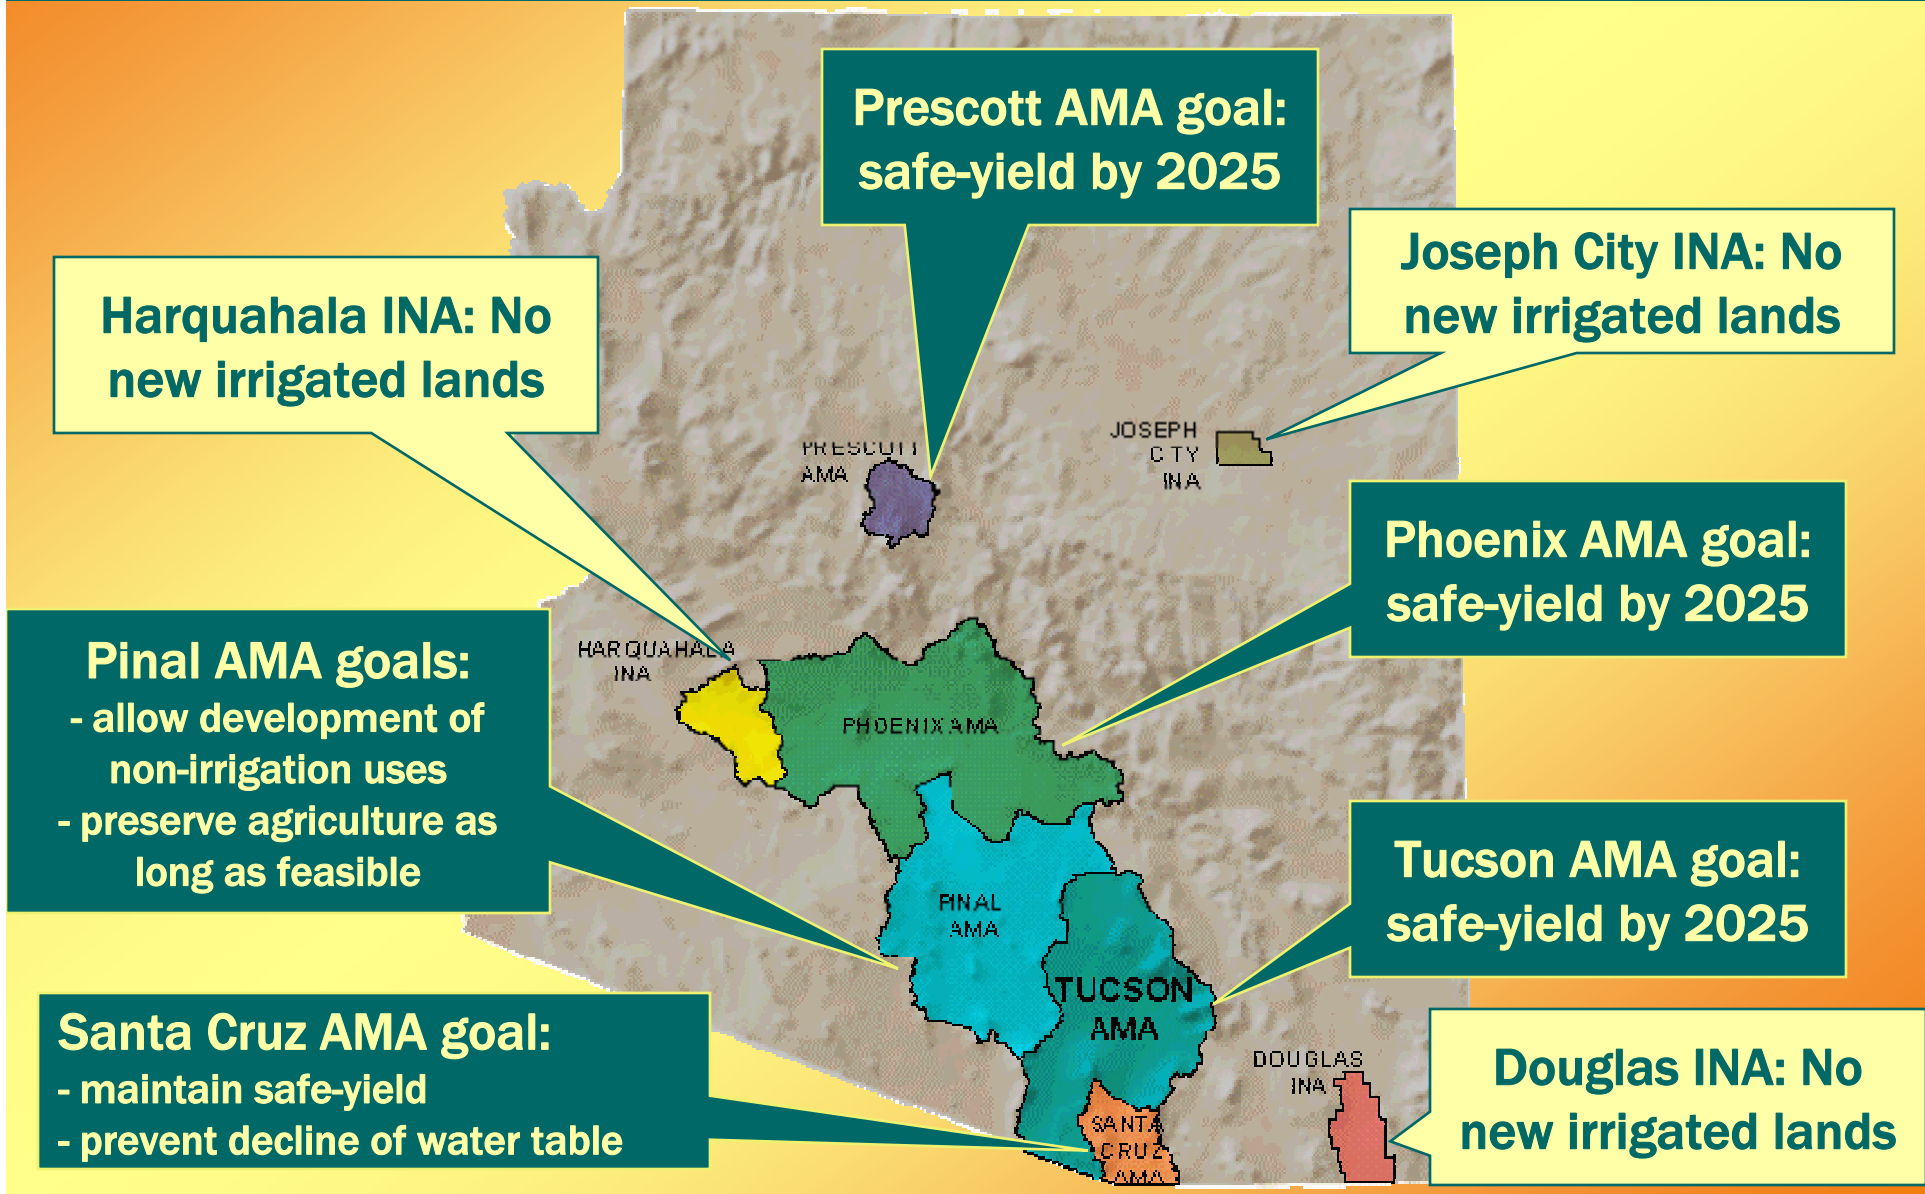 Prescott AMA goal:
safe-yield by 2025
Joseph City INA: No
new irrigated lands
Harquahala INA: No
new irrigated lands
PRESCOTT
AMA
JOSEPH
CITY
INA
Phoenix AMA goal:
safe-yield by 2025
HARQUAHALA
INA
Pinal AMA goals:
- allow development of
non-irrigation uses
- preserve agriculture as
long as feasible
PHOENIX AMA
Tucson AMA goal:
safe-yield by 2025
PINAL
AMA
TUCSON
AMA
Santa Cruz AMA goal:
- maintain safe-yield
- prevent decline of water table
DOUGLAS
INA
Douglas INA: No
new irrigated lands
SANTA
CRUZ
AMA